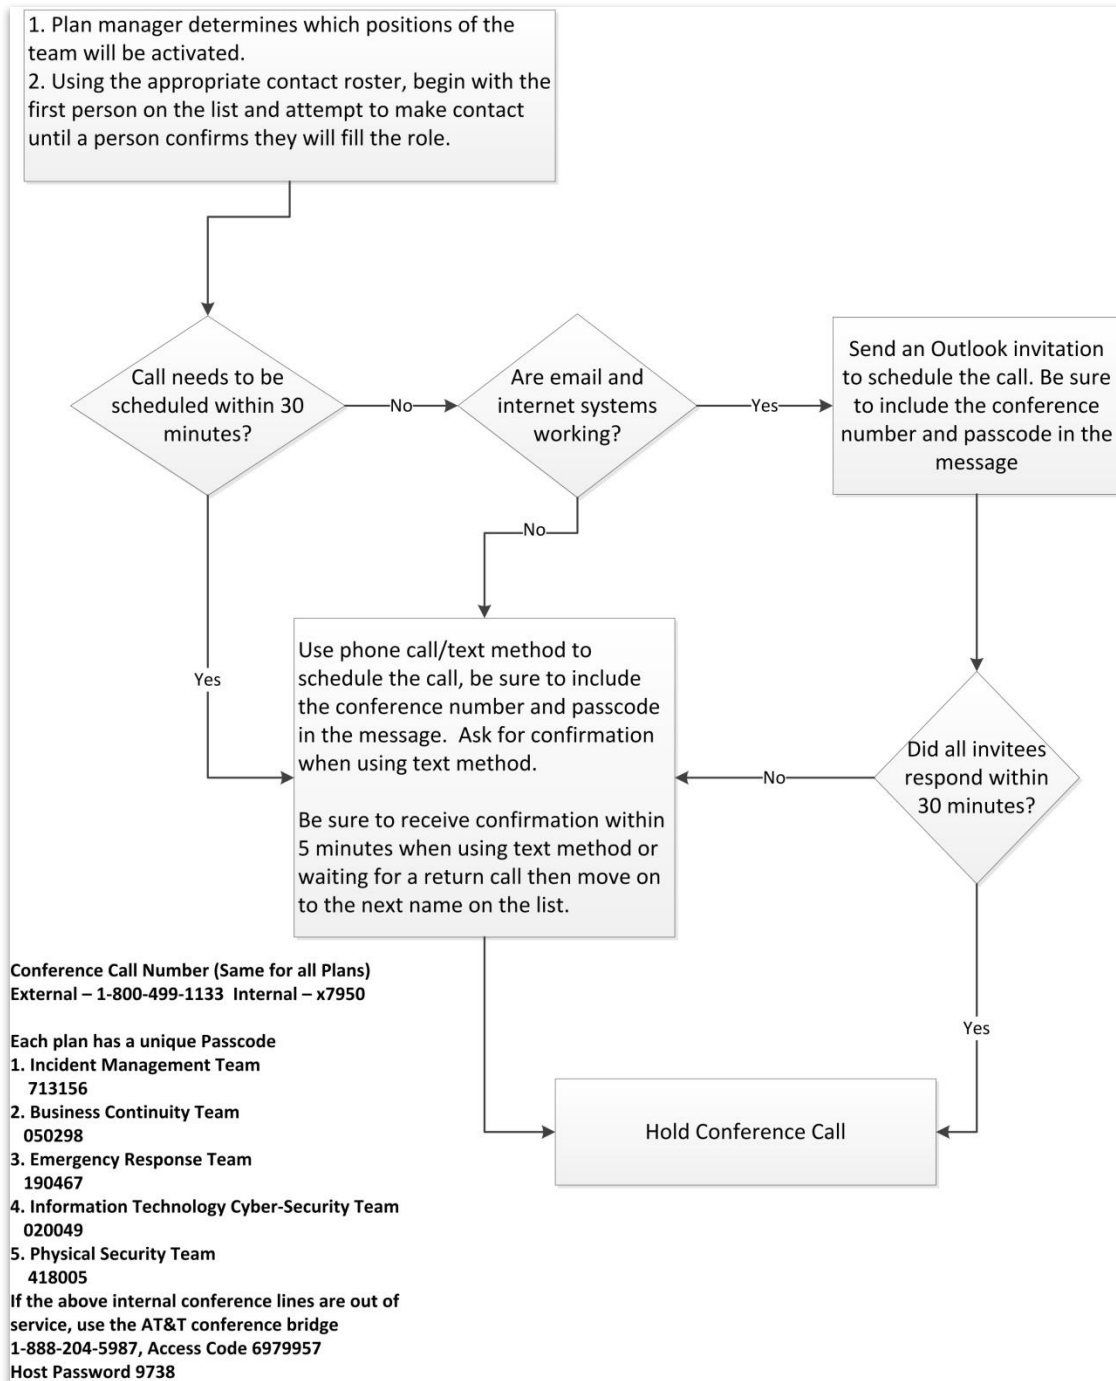 1. Plan manager determines which positions of the
team will be activated.
2. Using the appropriate contact roster, begin with the
first person on the list and attempt to make contact
until a person confirms they will fill the role.
Call needs to be
scheduled within 30
minutes?
No
Are email and
internet systems
working?
Yes
Send an Outlook invitation
to schedule the call. Be sure
to include the conference
number and passcode in the
message
No
Yes
Use phone call/text method to
schedule the call, be sure to include
the conference number and passcode
in the message.  Ask for confirmation
when using text method.
Be sure to receive confirmation within
5 minutes when using text method or
waiting for a return call then move on
to the next name on the list.
No
Did all invitees
respond within
30 minutes?
Yes
Hold Conference Call
Conference Call Number (Same for all Plans)
External – 1-800-499-1133  Internal – x7950
Each plan has a unique Passcode
1. Incident Management Team
713156
2. Business Continuity Team
050298
3. Emergency Response Team
190467
4. Information Technology Cyber-Security Team
020049
5. Physical Security Team
418005
If the above internal conference lines are out of
service, use the AT&T conference bridge
1-888-204-5987, Access Code 6979957
Host Password 9738